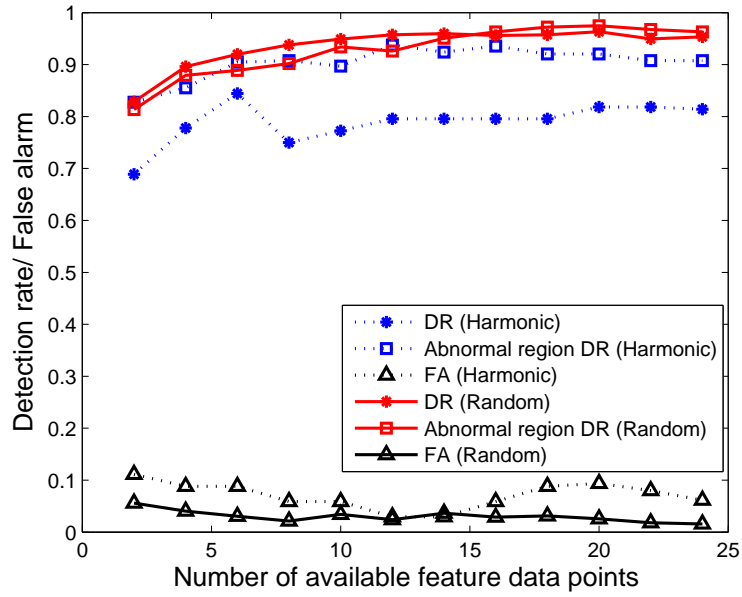 1
0.9
0.8
0.7
0.6
0.5
0.4
0.3
0.2
0.1
0
Detection rate/ False alarm
DR (Harmonic)
Abnormal region DR (Harmonic)
FA (Harmonic)
DR (Random)
Abnormal region DR (Random)
FA (Random)
0 5 10 15 20 25
Number of available feature data points